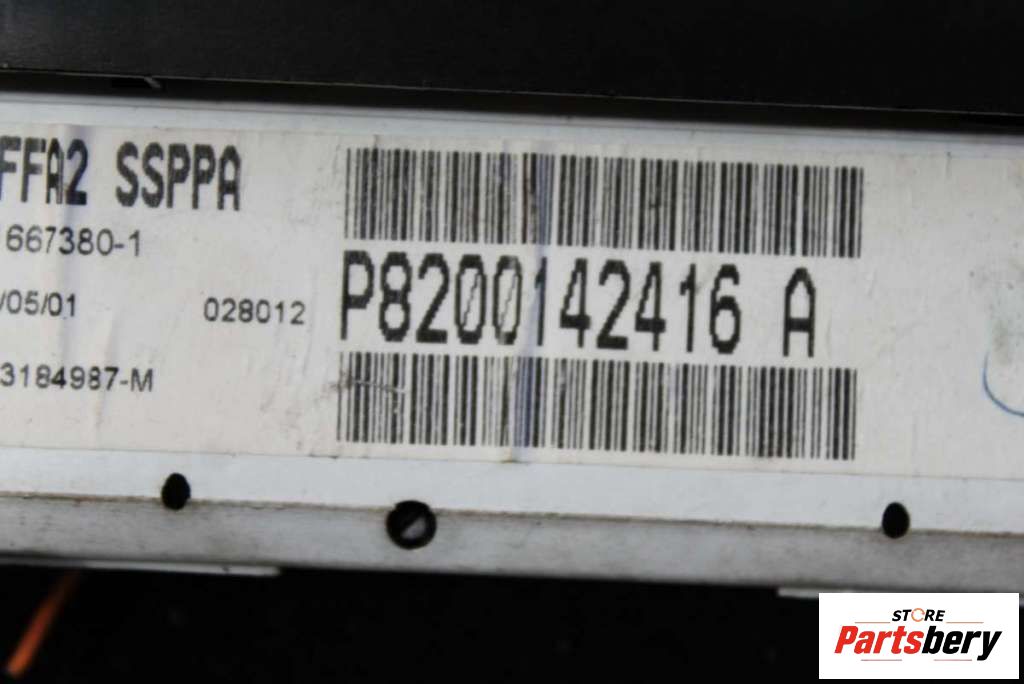 FFA2 SSPPA
667380-1
/05/01
028012
P8200142416 A
3184987-M
STORE
Partsbery